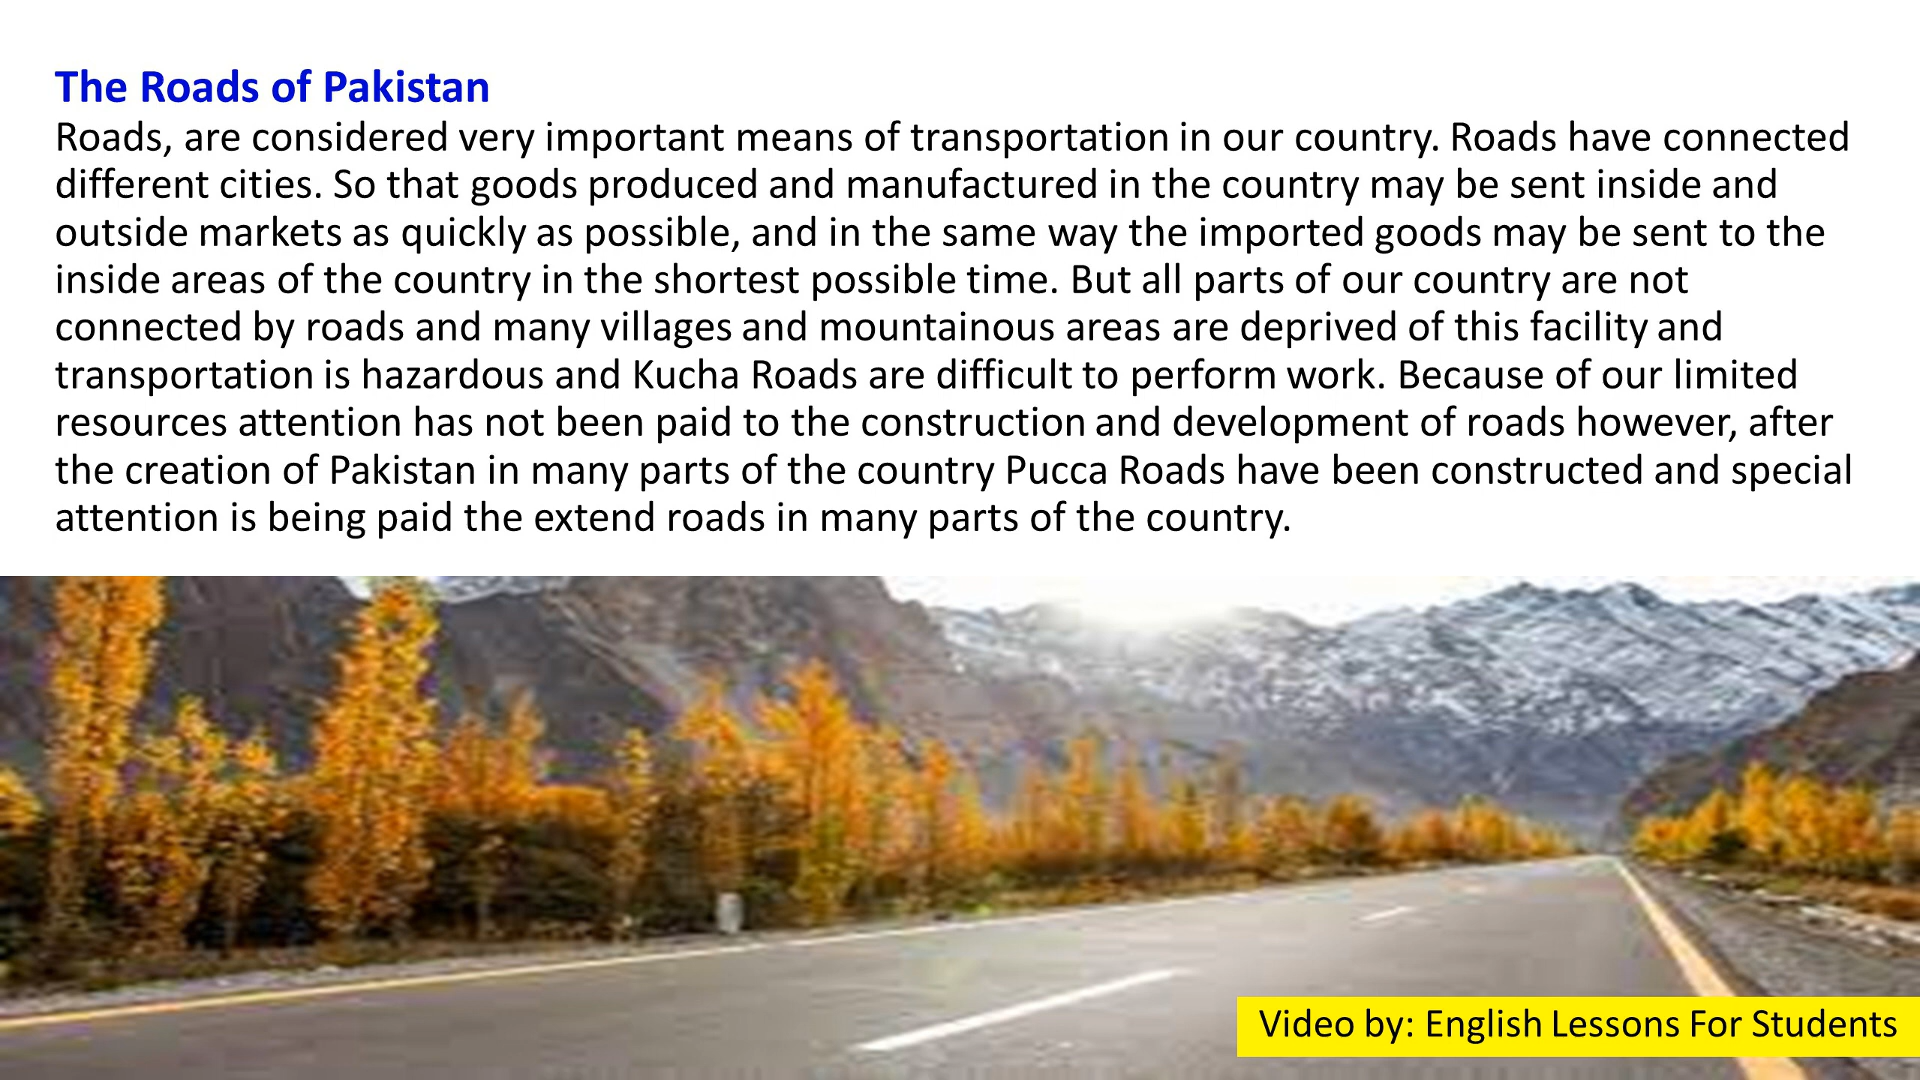 The Roads of Pakistan
Roads, are considered very important means of transportation in our country. Roads have connected
different cities. So that goods produced and manufactured in the country may be sent inside and
outside markets as quickly as possible, and in the same way the imported goods may be sent to the
inside areas of the country in the shortest possible time. But all parts of our country are not
connected by roads and many villages and mountainous areas are deprived of this facility and
transportation is hazardous and Kucha Roads are difficult to perform work. Because of our limited
resources attention has not been paid to the construction and development of roads however, after
the creation of Pakistan in many parts of the country Pucca Roads have been constructed and special
attention is being paid the extend roads in many parts of the country.
Video by: English Lessons For Students